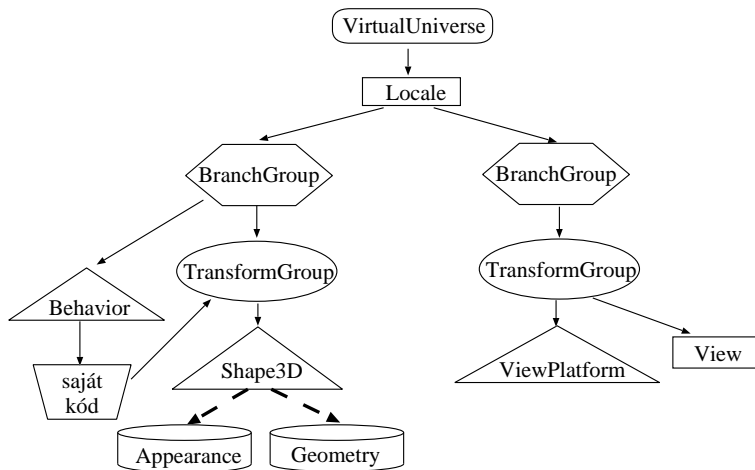 VirtualUniverse
Locale
BranchGroup
BranchGroup
TransformGroup
TransformGroup
Behavior
saját
kód
Shape3D
ViewPlatform
View
Appearance
Geometry